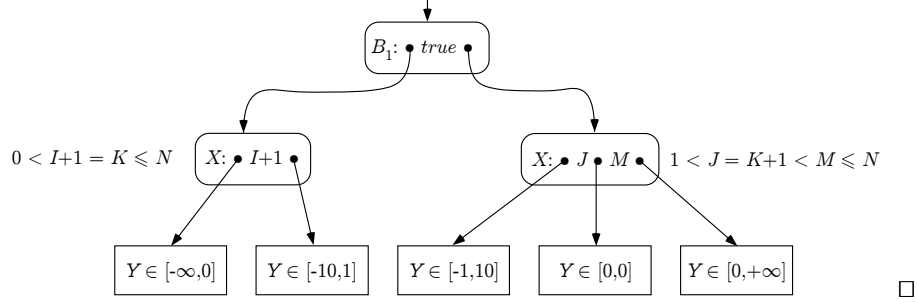 B₁: • true •
0 < I+1 = K ⩽ N
X: • I+1 •
X: • J • M •
1 < J = K+1 < M ⩽ N
Y ∈ [-∞,0]
Y ∈ [-10,1]
Y ∈ [-1,10]
Y ∈ [0,0]
Y ∈ [0,+∞]